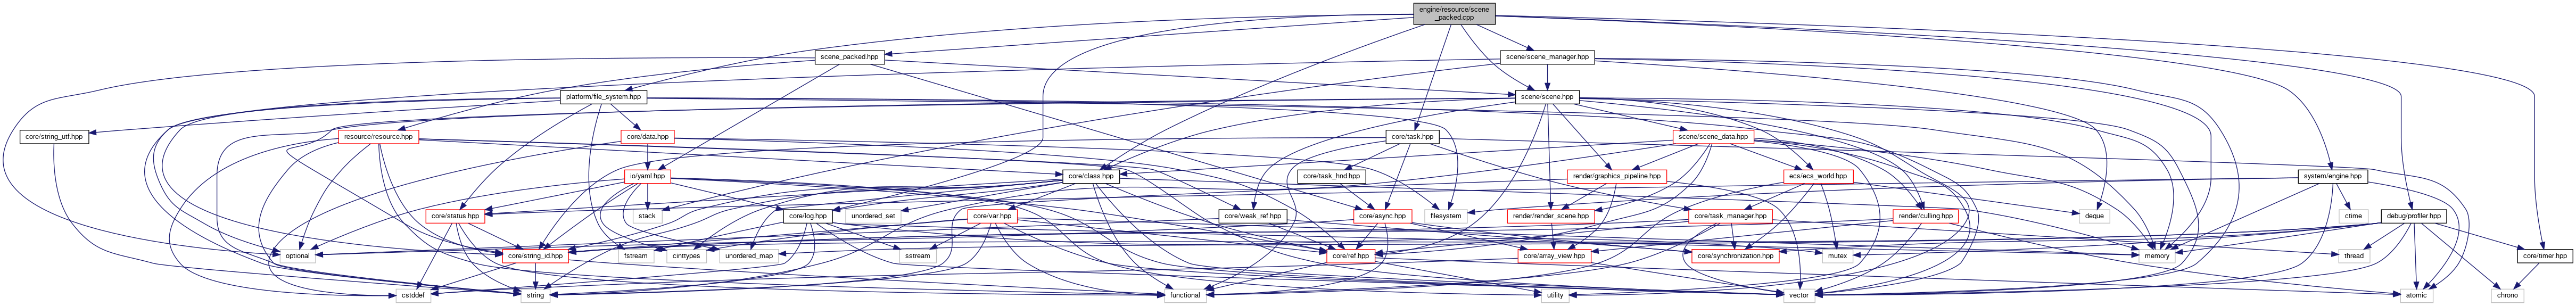 engine/resource/scene
_packed.cpp
scene_packed.hpp
scene/scene_manager.hpp
platform/file_system.hpp
scene/scene.hpp
core/string_utf.hpp
resource/resource.hpp
core/data.hpp
core/task.hpp
scene/scene_data.hpp
io/yaml.hpp
core/class.hpp
core/task_hnd.hpp
render/graphics_pipeline.hpp
ecs/ecs_world.hpp
system/engine.hpp
core/status.hpp
stack
core/log.hpp
unordered_set
core/var.hpp
core/weak_ref.hpp
core/async.hpp
filesystem
render/render_scene.hpp
core/task_manager.hpp
render/culling.hpp
deque
ctime
debug/profiler.hpp
optional
core/string_id.hpp
fstream
cinttypes
unordered_map
sstream
core/ref.hpp
core/array_view.hpp
core/synchronization.hpp
mutex
memory
thread
core/timer.hpp
cstddef
string
functional
utility
vector
atomic
chrono